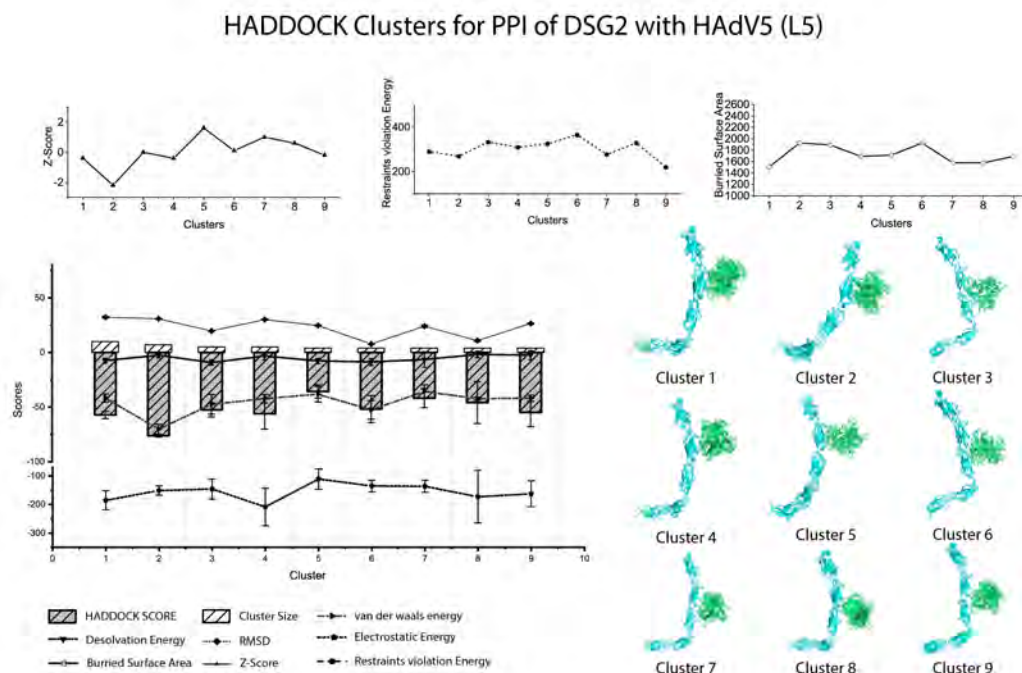 HADDOCK Clusters for PPI of DSG2 with HAdV5 (L5)
Z-Score
2
0
-2
1 2 3 4 5 6 7 8 9
Clusters
Restraints violation Energy
400
200
1 2 3 4 5 6 7 8 9
Clusters
Burried Surface Area
2600
2400
2200
2000
1800
1600
1400
1200
1000
1 2 3 4 5 6 7 8 9
Clusters
Scores
50
0
-50
-100
-100
-200
-300
0 1 2 3 4 5 6 7 8 9 10
Cluster
Cluster 1 Cluster 2 Cluster 3
Cluster 4 Cluster 5 Cluster 6
Cluster 7 Cluster 8 Cluster 9
HADDOCK SCORE Cluster Size van der waals energy
Desolvation Energy RMSD Electrostatic Energy
Burried Surface Area Z-Score Restraints violation Energy